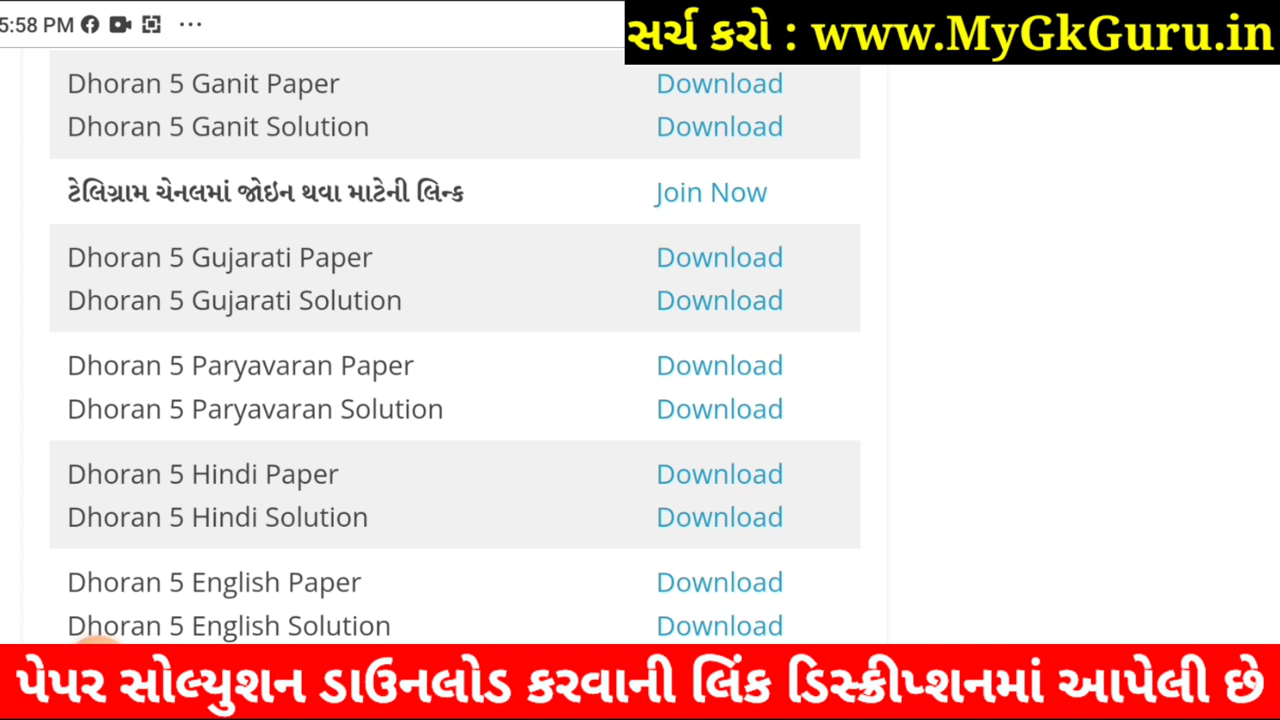 5:58 PM ...
સર્ચ કરો : www.MyGkGuru.in
Dhoran 5 Ganit Paper Download
Dhoran 5 Ganit Solution Download
ટેલિગ્રામ ચેનલમાં જોઇન થવા માટેની લિન્ક Join Now
Dhoran 5 Gujarati Paper Download
Dhoran 5 Gujarati Solution Download
Dhoran 5 Paryavaran Paper Download
Dhoran 5 Paryavaran Solution Download
Dhoran 5 Hindi Paper Download
Dhoran 5 Hindi Solution Download
Dhoran 5 English Paper Download
Dhoran 5 English Solution Download
પેપર સોલ્યુશન ડાઉનલોડ કરવાની લિંક ડિસ્ક્રીપ્શનમાં આપેલી છે